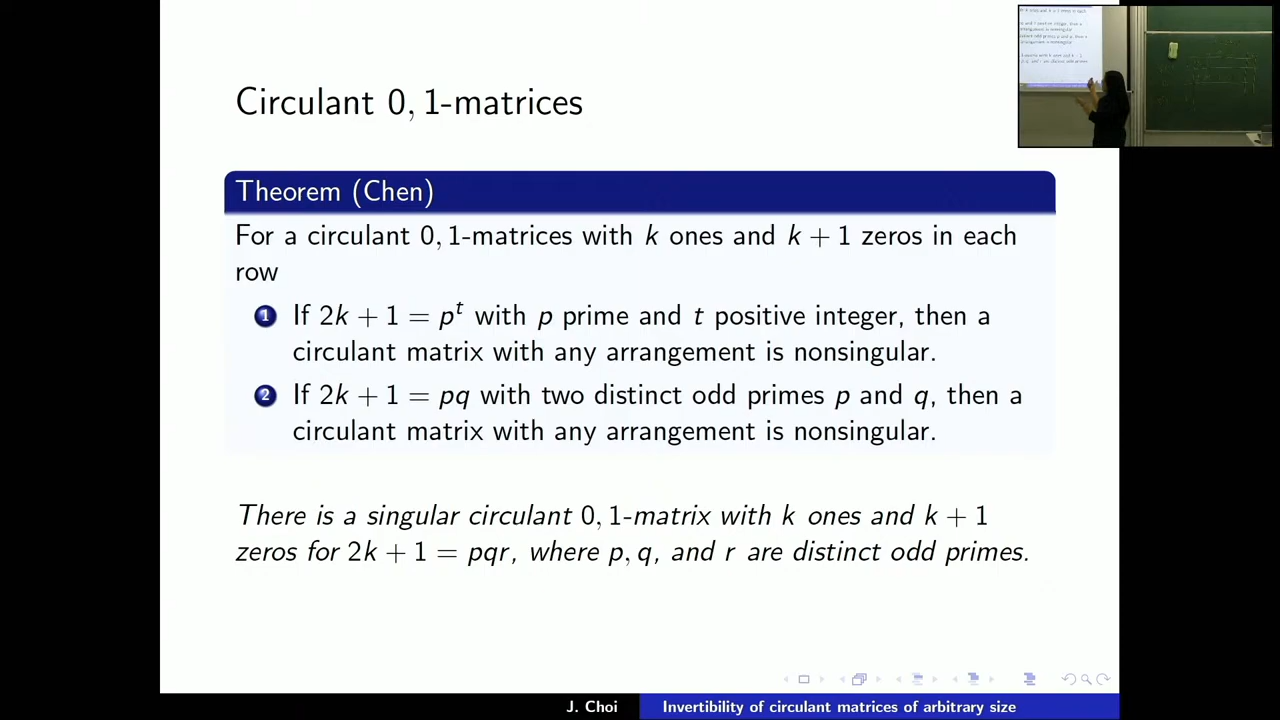 Circulant 0, 1-matrices
Theorem (Chen)
For a circulant 0, 1-matrices with k ones and k + 1 zeros in each
row
1 If 2k + 1 = p^t with p prime and t positive integer, then a
circulant matrix with any arrangement is nonsingular.
2 If 2k + 1 = pq with two distinct odd primes p and q, then a
circulant matrix with any arrangement is nonsingular.
There is a singular circulant 0, 1-matrix with k ones and k + 1
zeros for 2k + 1 = pqr, where p, q, and r are distinct odd primes.
J. Choi Invertibility of circulant matrices of arbitrary size